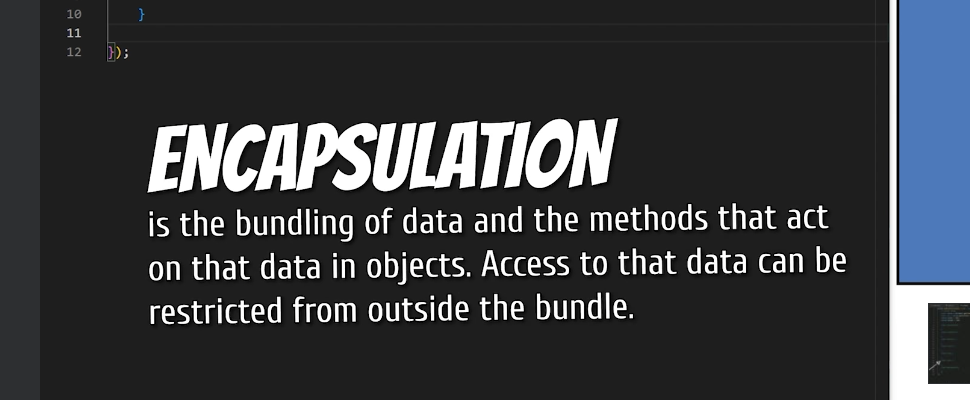 10 }
11
12 });
ENCAPSULATION
is the bundling of data and the methods that act
on that data in objects. Access to that data can be
restricted from outside the bundle.